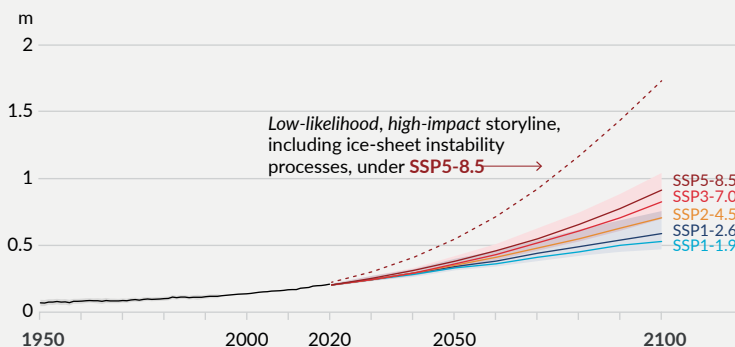 m
2
1.5
Low-likelihood, high-impact storyline,
including ice-sheet instability
processes, under SSP5-8.5
1
SSP5-8.5
SSP3-7.0
SSP2-4.5
SSP1-2.6
SSP1-1.9
0.5
0
1950 2000 2020 2050 2100